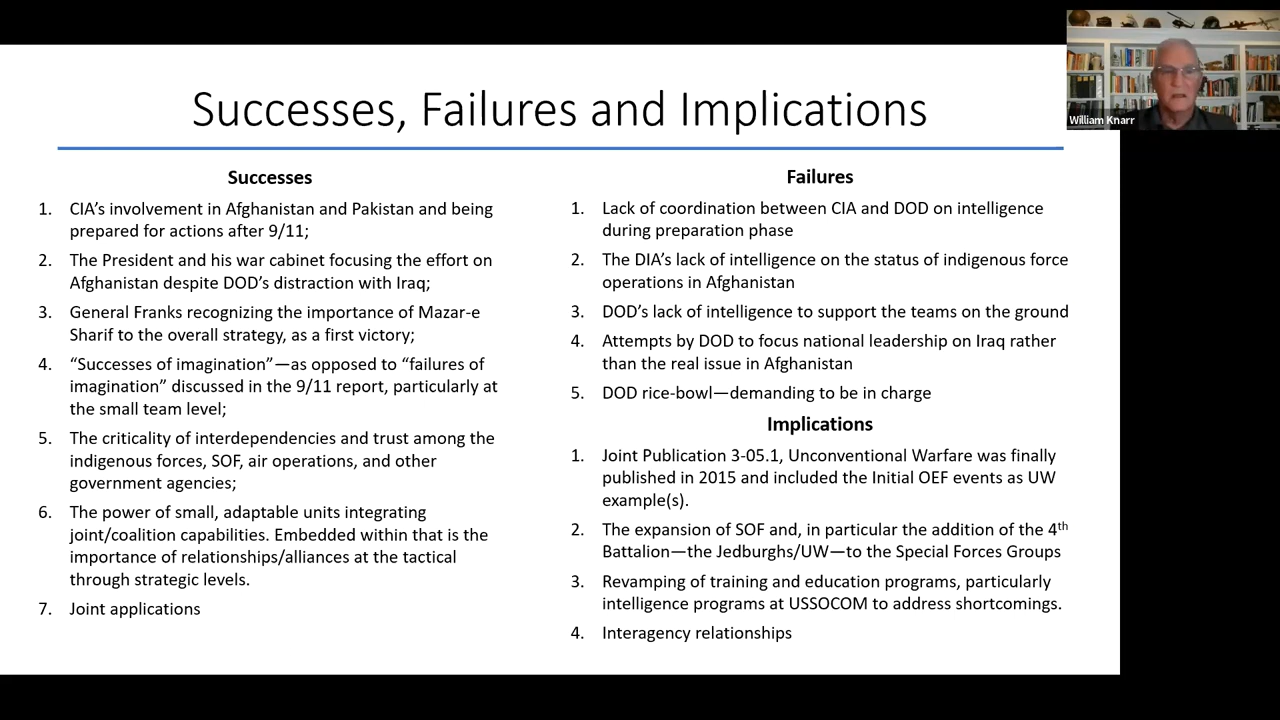 Successes, Failures and Implications
William Knarr
Successes
1. CIA's involvement in Afghanistan and Pakistan and being
prepared for actions after 9/11;
2. The President and his war cabinet focusing the effort on
Afghanistan despite DOD's distraction with Iraq;
3. General Franks recognizing the importance of Mazar-e
Sharif to the overall strategy, as a first victory;
4. “Successes of imagination”—as opposed to “failures of
imagination” discussed in the 9/11 report, particularly at
the small team level;
5. The criticality of interdependencies and trust among the
indigenous forces, SOF, air operations, and other
government agencies;
6. The power of small, adaptable units integrating
joint/coalition capabilities. Embedded within that is the
importance of relationships/alliances at the tactical
through strategic levels.
7. Joint applications
Failures
1. Lack of coordination between CIA and DOD on intelligence
during preparation phase
2. The DIA's lack of intelligence on the status of indigenous force
operations in Afghanistan
3. DOD's lack of intelligence to support the teams on the ground
4. Attempts by DOD to focus national leadership on Iraq rather
than the real issue in Afghanistan
5. DOD rice-bowl—demanding to be in charge
Implications
1. Joint Publication 3-05.1, Unconventional Warfare was finally
published in 2015 and included the Initial OEF events as UW
example(s).
2. The expansion of SOF and, in particular the addition of the 4th
Battalion—the Jedburghs/UW—to the Special Forces Groups
3. Revamping of training and education programs, particularly
intelligence programs at USSOCOM to address shortcomings.
4. Interagency relationships